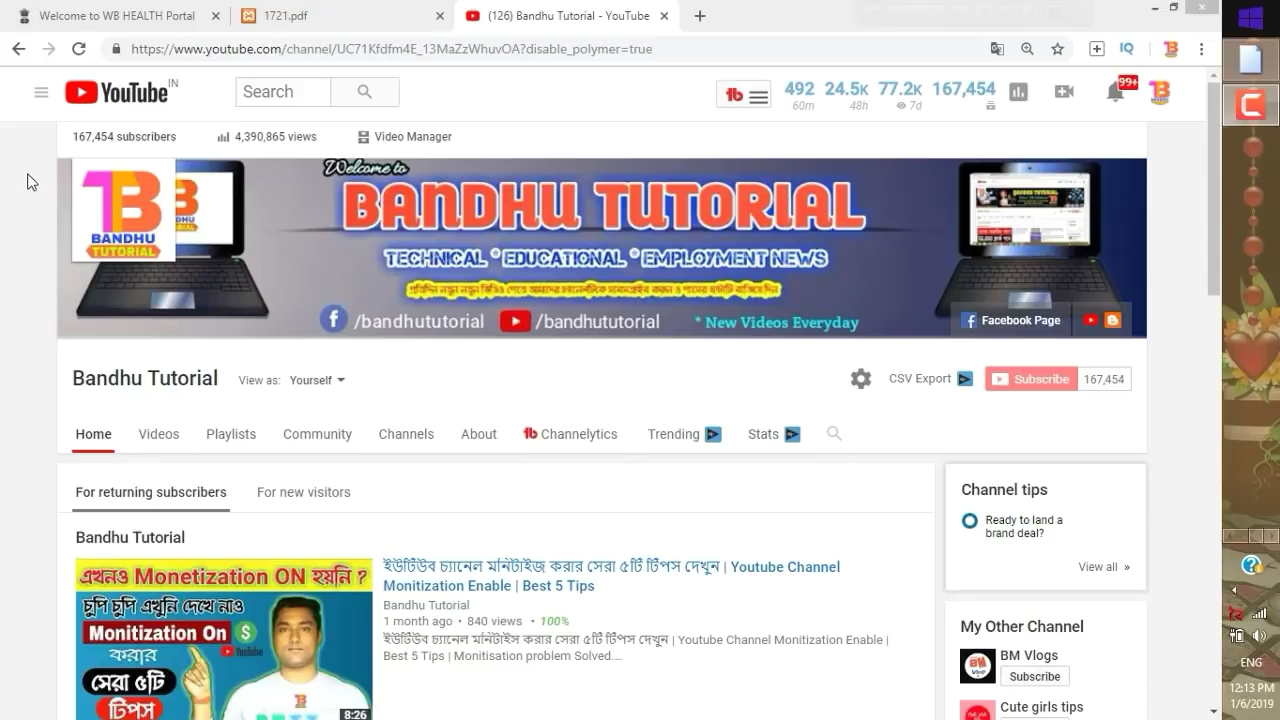 Welcome to WB HEALTH Portal
1721.pdf
(126) Bandhu Tutorial - YouTube
https://www.youtube.com/channel/UC71Kfdfm4E_13MaZzWhuvOA?disable_polymer=true
YouTube IN
Search
492 24.5K 77.2K 167,454
60m 48h 7d
99+
167,454 subscribers 4,390,865 views Video Manager
Welcome to
BANDHU TUTORIAL
BANDHU
TUTORIAL
TECHNICAL * EDUCATIONAL * EMPLOYMENT NEWS
/bandhututorial /bandhututorial * New Videos Everyday
Facebook Page
Bandhu Tutorial View as: Yourself
CSV Export Subscribe 167,454
Home Videos Playlists Community Channels About Channelytics Trending Stats
For returning subscribers For new visitors
Channel tips
Ready to land a
brand deal?
View all »
Bandhu Tutorial
ইউটিউব চ্যানেল মনিটাইজ করার সেরা ৫টি টিপস দেখুন | Youtube Channel
Monitization Enable | Best 5 Tips
Bandhu Tutorial
1 month ago • 840 views • 100%
ইউটিউব চ্যানেল মনিটাইস করার সেরা ৫টি টিপস দেখুন | Youtube Channel Monitization Enable |
Best 5 Tips | Monitisation problem Solved....
এখনও Monetization ON হয়নি ?
চুপি চুপি এখুনি দেখে নাও
Monitization On
YouTube
করার
সেরা ৫টি
টিপস
8:26
My Other Channel
BM Vlogs
Subscribe
Cute girls tips
ENG
12:13 PM
1/6/2019